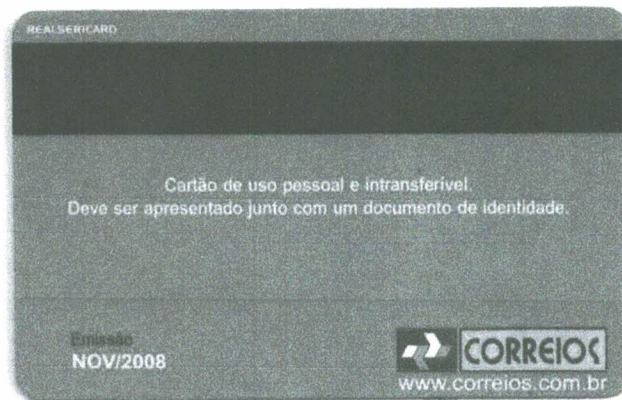 REALSERICARD
Cartão de uso pessoal e intransferível.
Deve ser apresentado junto com um documento de identidade.
Emissão
NOV/2008
CORREIOS
www.correios.com.br